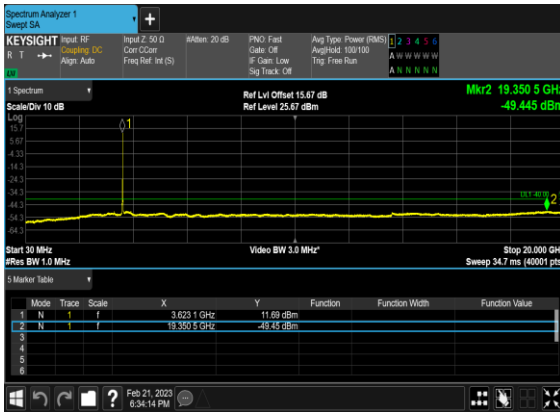 Spectrum Analyzer 1
Swept SA
KEYSIGHT
R T
Input: RF
Coupling: DC
Align: Auto
Input Z: 50 Ω
Corr CCorr
Freq Ref: Int (S)
#Atten: 20 dB
PNO: Fast
Gate: Off
IF Gain: Low
Sig Track: Off
Avg Type: Power (RMS)
Avg|Hold: 100/100
Trig: Free Run
1 2 3 4 5 6
A W W W W W
A N N N N N
1 Spectrum
Scale/Div 10 dB
Ref Lvl Offset 15.67 dB
Ref Level 25.67 dBm
Mkr2 19.350 5 GHz
-49.445 dBm
Log
15.7
5.67
-4.33
-14.3
-24.3
-34.3
-44.3
-54.3
-64.3
1
DL1 -40.00
2
Start 30 MHz
#Res BW 1.0 MHz
Video BW 3.0 MHz*
Stop 20.000 GHz
Sweep 34.7 ms (40001 pts)
5 Marker Table
Mode Trace Scale X Y Function Function Width Function Value
1 N 1 f 3.623 1 GHz 11.69 dBm
2 N 1 f 19.350 5 GHz -49.45 dBm
3
4
5
6
Feb 21, 2023
6:34:14 PM